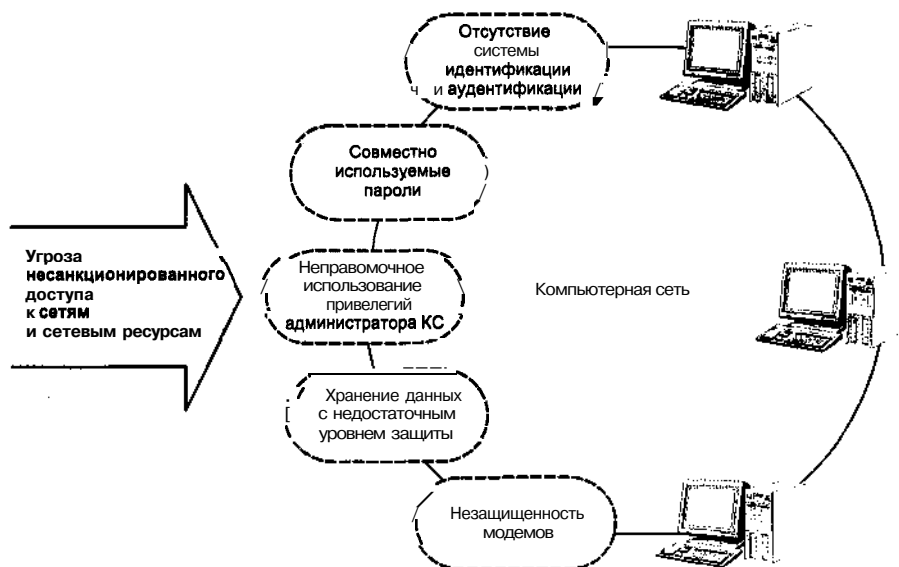 Отсутствие
системы
идентификации
и аудентификации
Совместно
используемые
пароли
Угроза
несанкционированного
доступа
к сетям
и сетевым ресурсам
Неправомочное
использование
привелегий
администратора КС
Компьютерная сеть
Хранение данных
с недостаточным
уровнем защиты
Незащищенность
модемов